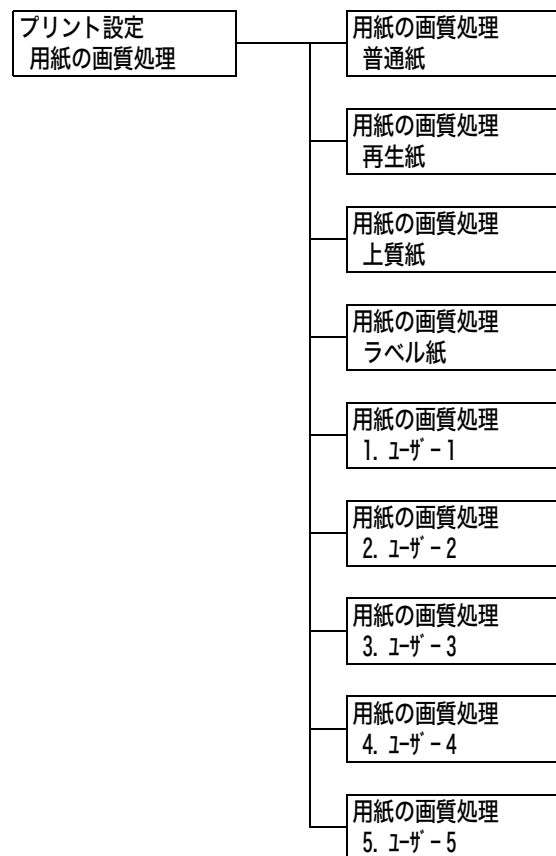 プリント設定
用紙の画質処理
用紙の画質処理
普通紙
用紙の画質処理
再生紙
用紙の画質処理
上質紙
用紙の画質処理
ラベル紙
用紙の画質処理
1. ﾕｰｻﾞｰ1
用紙の画質処理
2. ﾕｰｻﾞｰ2
用紙の画質処理
3. ﾕｰｻﾞｰ3
用紙の画質処理
4. ﾕｰｻﾞｰ4
用紙の画質処理
5. ﾕｰｻﾞｰ5